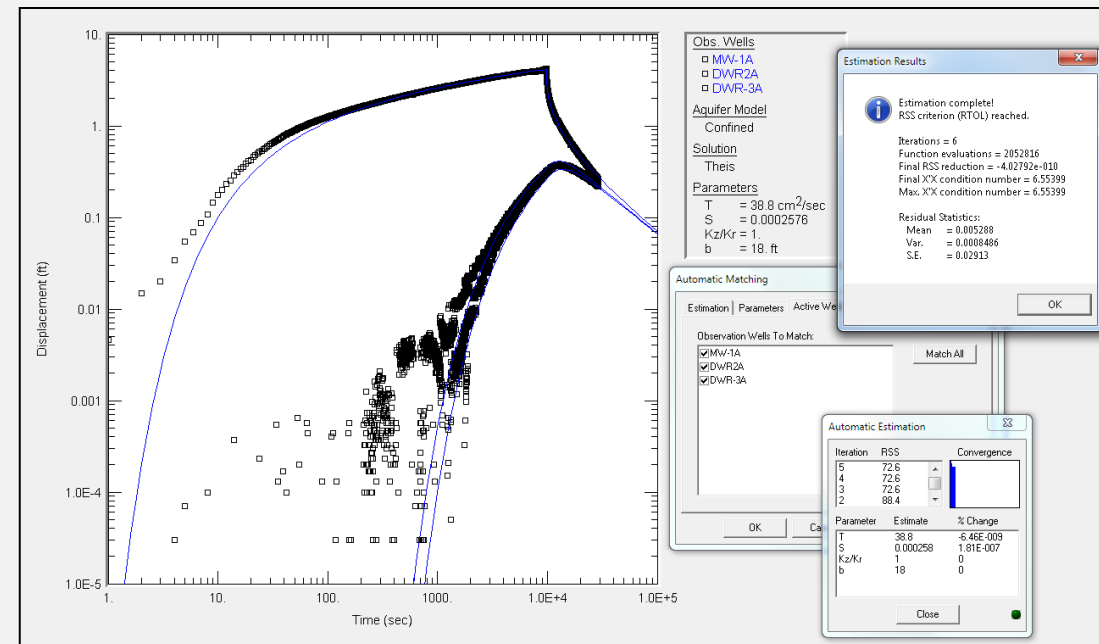 10.
1.
0.1
0.01
0.001
1.0E-4
1.0E-5
Displacement (ft)
1.
10.
100.
1000.
1.0E+4
1.0E+5
Time (sec)
Obs. Wells
MW-1A
DWR2A
DWR-3A
Aquifer Model
Confined
Solution
Theis
Parameters
T = 38.8 cm²/sec
S = 0.0002576
Kz/Kr = 1.
b = 18. ft
Estimation Results
Estimation complete!
RSS criterion (RTOL) reached.
Iterations = 6
Function evaluations = 2052816
Final RSS reduction = -4.02792e-010
Final X'X condition number = 6.55399
Max. X'X condition number = 6.55399
Residual Statistics:
Mean = 0.005288
Var. = 0.0008486
S.E. = 0.02913
OK
Automatic Matching
Estimation Parameters Active We
Observation Wells To Match:
MW-1A
DWR2A
DWR-3A
Match All
OK Ca
Automatic Estimation
Iteration RSS Convergence
5 72.6
4 72.6
3 72.6
2 88.4
Parameter Estimate % Change
T 38.8 -6.46E-009
S 0.000258 1.81E-007
Kz/Kr 1 0
b 18 0
Close